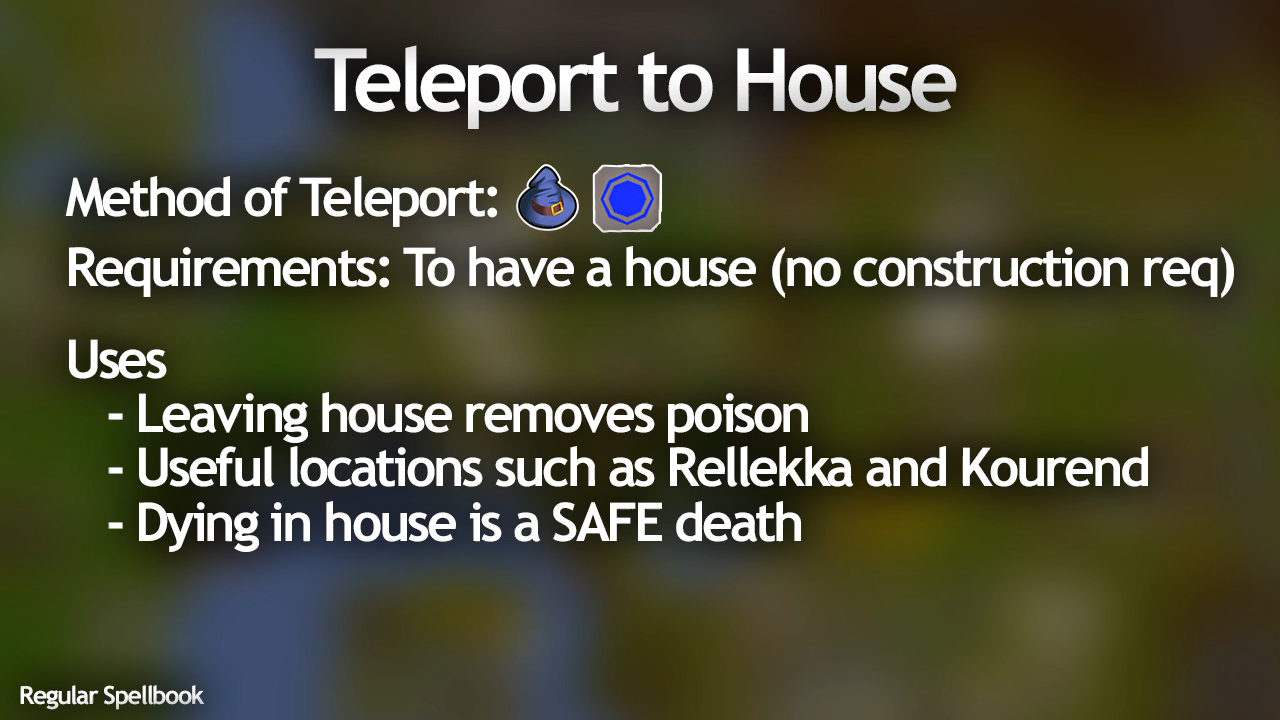 Teleport to House
Method of Teleport:
Requirements: To have a house (no construction req)
Uses
- Leaving house removes poison
- Useful locations such as Rellekka and Kourend
- Dying in house is a SAFE death
Regular Spellbook